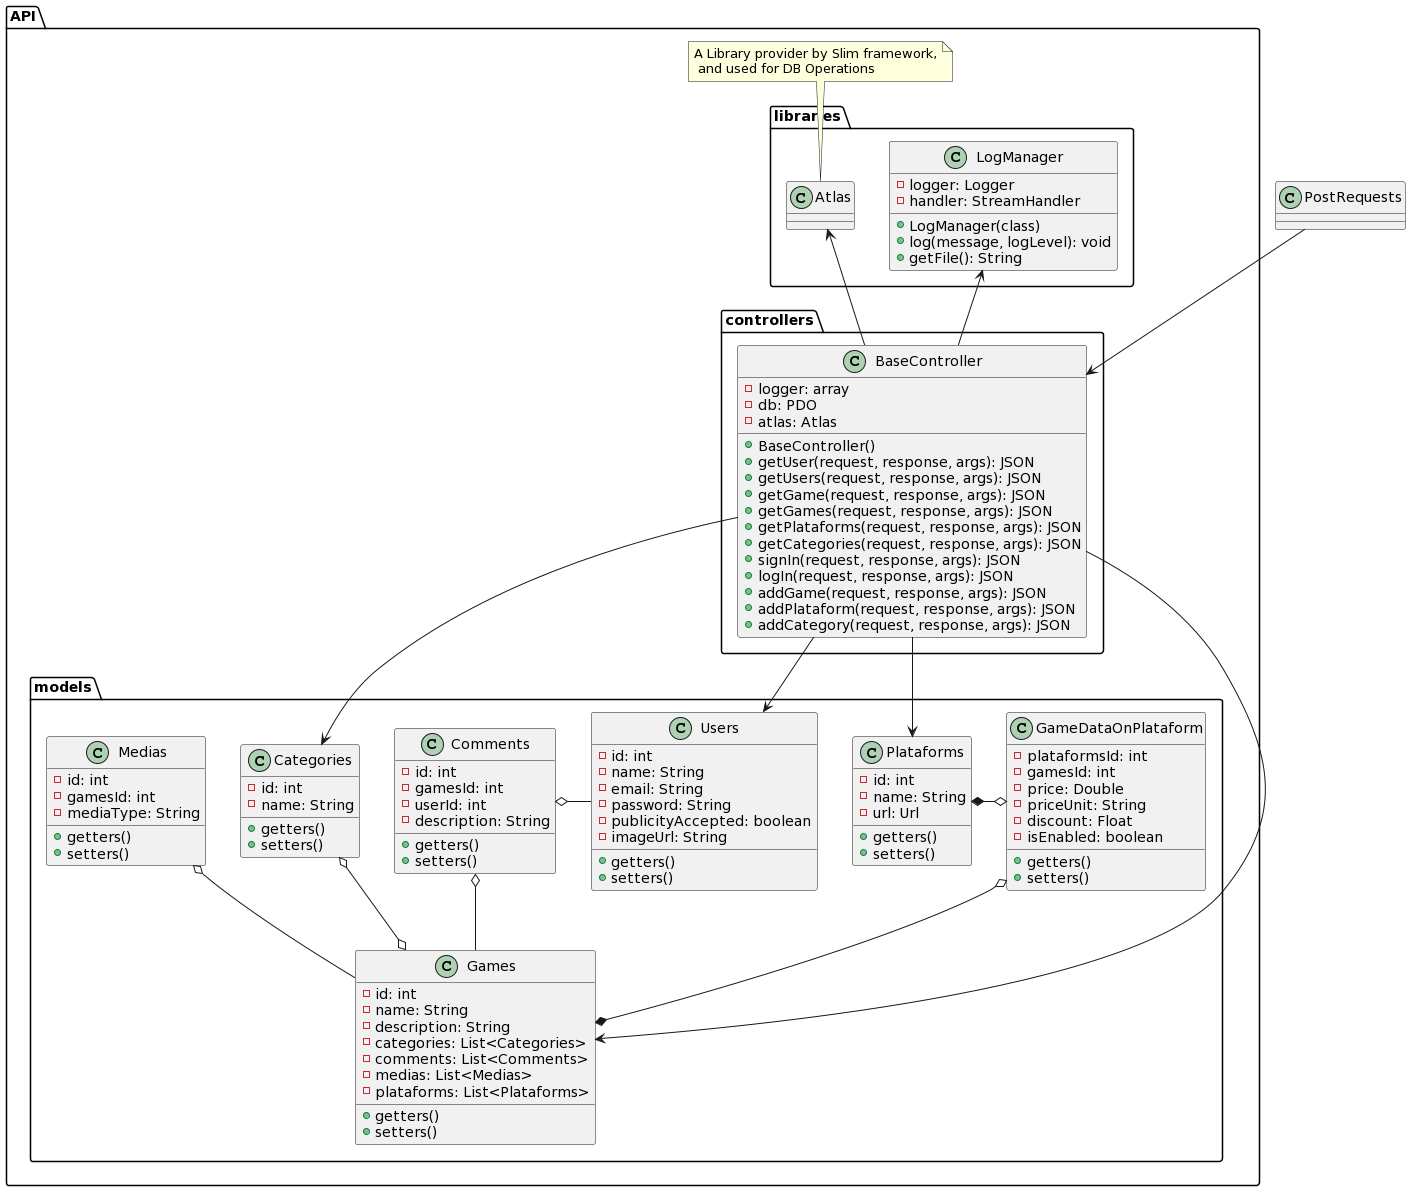 API
A Library provider by Slim framework,
and used for DB Operations
libraries
C Atlas
C LogManager
logger: Logger
handler: StreamHandler
LogManager(class)
log(message, logLevel): void
getFile(): String
C PostRequests
controllers
C BaseController
logger: array
db: PDO
atlas: Atlas
BaseController()
getUser(request, response, args): JSON
getUsers(request, response, args): JSON
getGame(request, response, args): JSON
getGames(request, response, args): JSON
getPlataforms(request, response, args): JSON
getCategories(request, response, args): JSON
signIn(request, response, args): JSON
logIn(request, response, args): JSON
addGame(request, response, args): JSON
addPlataform(request, response, args): JSON
addCategory(request, response, args): JSON
models
C Medias
id: int
gamesId: int
mediaType: String
getters()
setters()
C Categories
id: int
name: String
getters()
setters()
C Comments
id: int
gamesId: int
userId: int
description: String
getters()
setters()
C Users
id: int
name: String
email: String
password: String
publicityAccepted: boolean
imageUrl: String
getters()
setters()
C Plataforms
id: int
name: String
url: Url
getters()
setters()
C GameDataOnPlataform
plataformsId: int
gamesId: int
price: Double
priceUnit: String
discount: Float
isEnabled: boolean
getters()
setters()
C Games
id: int
name: String
description: String
categories: List<Categories>
comments: List<Comments>
medias: List<Medias>
plataforms: List<Plataforms>
getters()
setters()